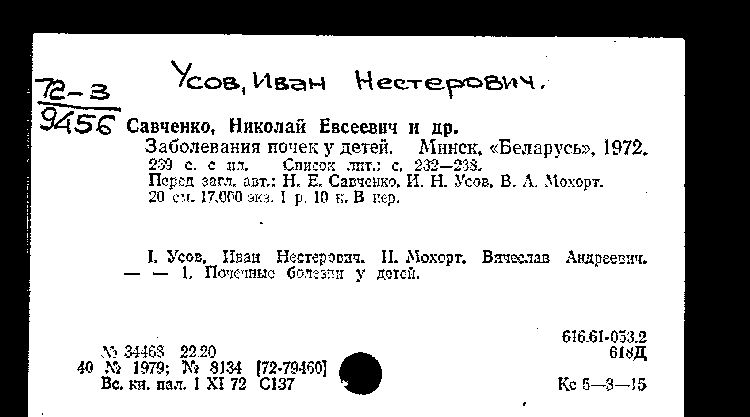 Усов, Иван Нестерович.
72-3
9456
Савченко, Николай Евсеевич и др.
Заболевания почек у детей. Минск, «Беларусь», 1972.
239 с. с ил. Список лит.: с. 232—238.
Перед загл. авт.: Н. Е. Савченко, И. Н. Усов, В. А. Мохорт.
20 см. 17.000 экз. 1 р. 10 к. В пер.
I. Усов, Иван Нестерович. II. Мохорт, Вячеслав Андреевич.
— — 1. Почечные болезни у детей.
616.61-053.2
№ 34468 22.20 618Д
40 № 1979; № 8134 [72-79460]
Вс. кн. пал. 1 XI 72 С137 Кс 5—3—15